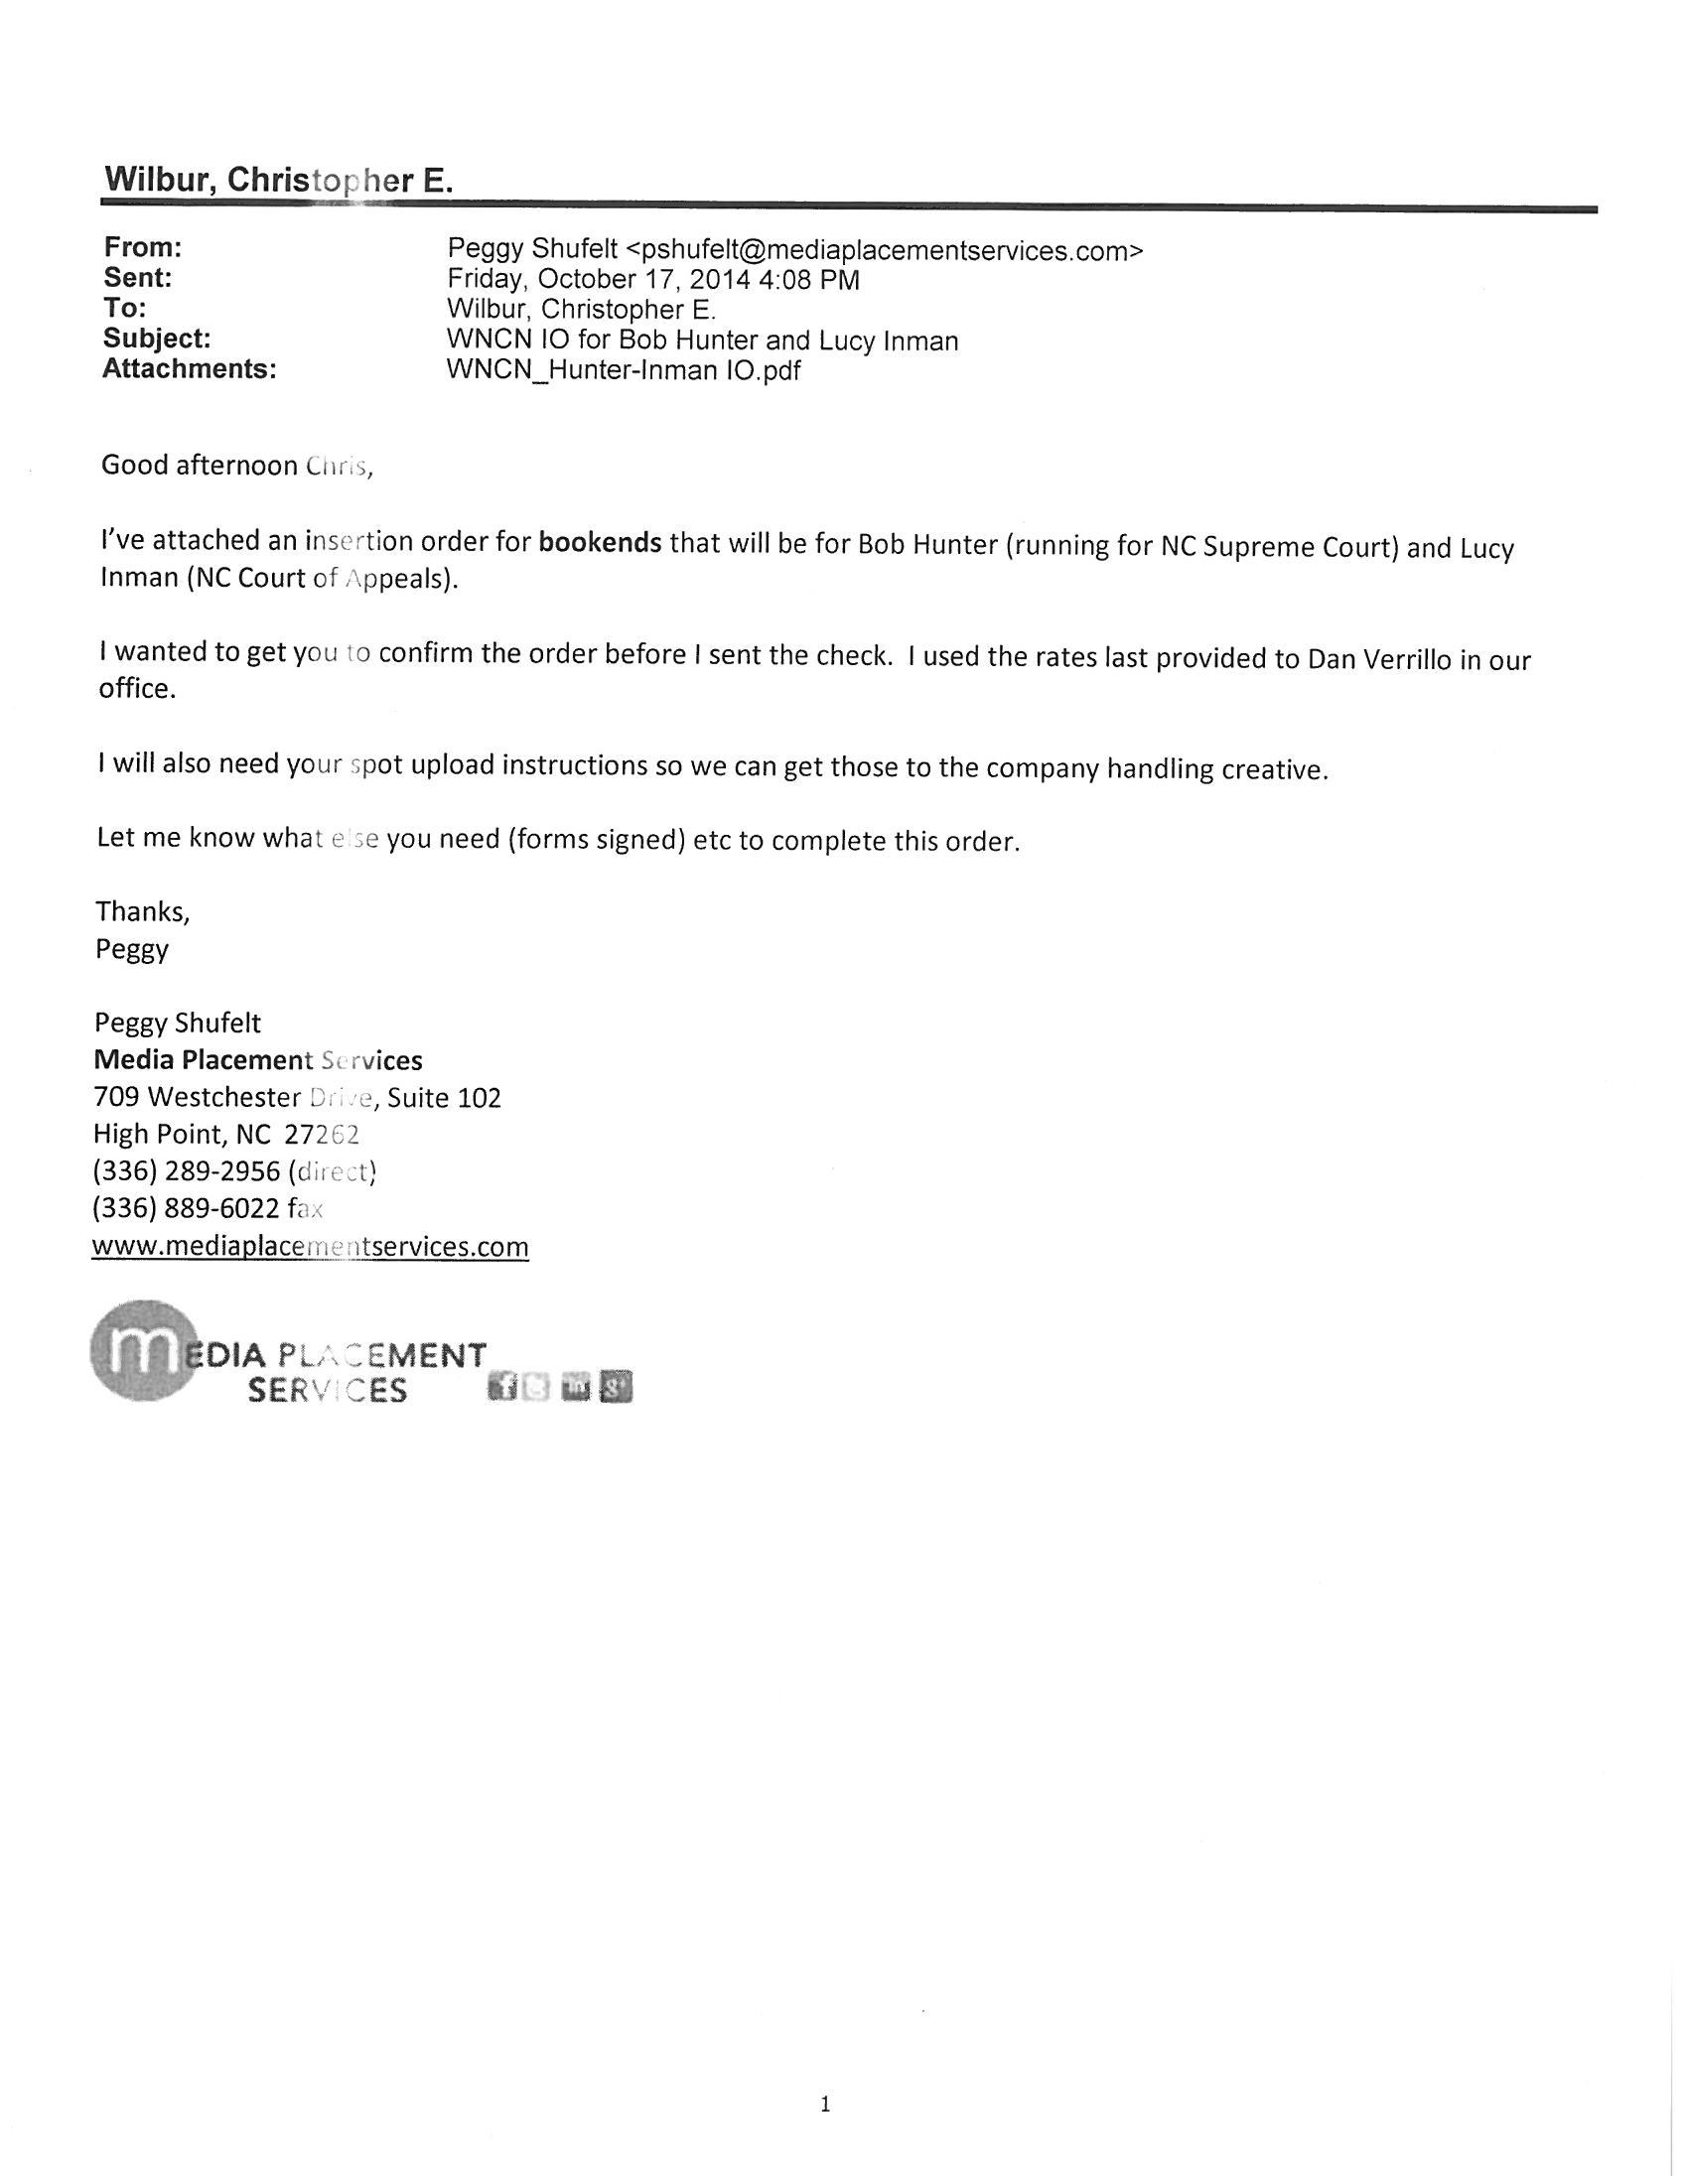 Wilbur, Christopher E.
From: Peggy Shufelt <pshufelt@mediaplacementservices.com>
Sent: Friday, October 17, 2014 4:08 PM
To: Wilbur, Christopher E.
Subject: WNCN IO for Bob Hunter and Lucy Inman
Attachments: WNCN_Hunter-Inman IO.pdf
Good afternoon Chris,
I've attached an insertion order for bookends that will be for Bob Hunter (running for NC Supreme Court) and Lucy
Inman (NC Court of Appeals).
I wanted to get you to confirm the order before I sent the check.  I used the rates last provided to Dan Verrillo in our
office.
I will also need your spot upload instructions so we can get those to the company handling creative.
Let me know what else you need (forms signed) etc to complete this order.
Thanks,
Peggy
Peggy Shufelt
Media Placement Services
709 Westchester Drive, Suite 102
High Point, NC  27262
(336) 289-2956 (direct)
(336) 889-6022 fax
www.mediaplacementservices.com
mEDIA PLACEMENT
SERVICES f in g+
1